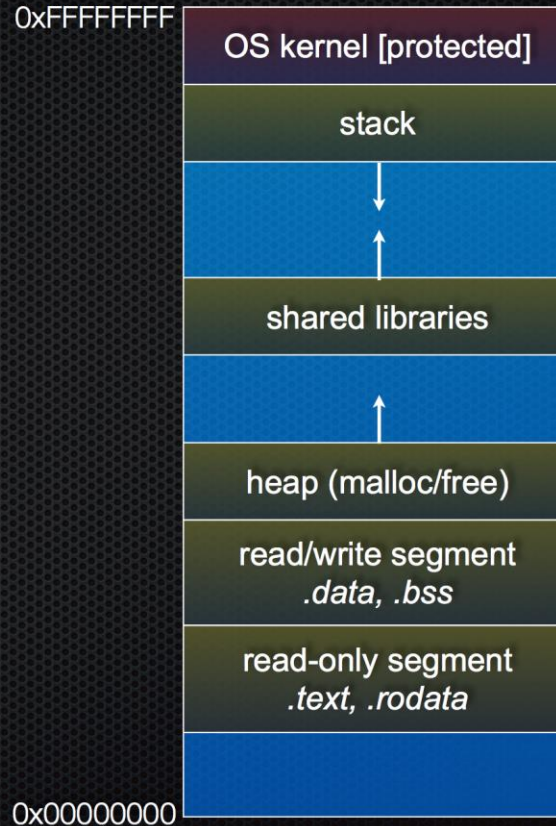 0xFFFFFFFF
OS kernel [protected]
stack
shared libraries
heap (malloc/free)
read/write segment
.data, .bss
read-only segment
.text, .rodata
0x00000000